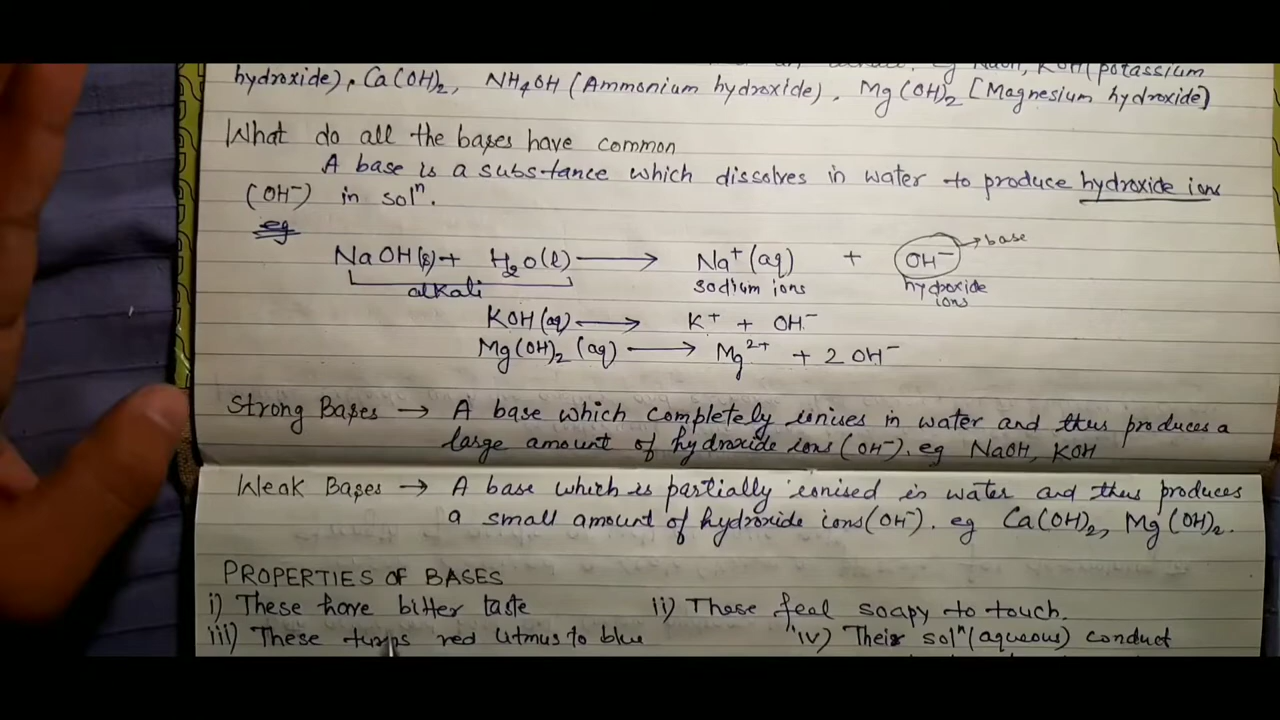 eg NaOH, KOH (potassium
hydroxide), Ca(OH)₂, NH4OH (Ammonium hydroxide), Mg(OH)₂ [Magnesium hydroxide)
What do all the bases have common
A base is a substance which dissolves in water to produce hydroxide ions
(OH⁻) in solⁿ.
eg
NaOH(s) + H₂O(l) → Na⁺(aq) + OH⁻ → base
alkali sodium ions hydroxide
ions
KOH(aq) → K⁺ + OH⁻
Mg(OH)₂ (aq) → Mg²⁺ + 2OH⁻
Strong Bases → A base which completely ionises in water and thus produces a
large amount of hydroxide ions (OH⁻). eg NaOH, KOH
Weak Bases → A base which is partially ionised in water and thus produces
a small amount of hydroxide ions(OH⁻). eg Ca(OH)₂, Mg(OH)₂.
PROPERTIES OF BASES
i) These have bitter taste ii) These feel soapy to touch.
iii) These turns red litmus to blue iv) Their solⁿ(aqueous) conduct